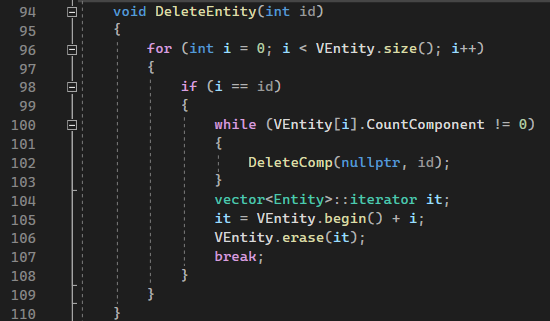 94 void DeleteEntity(int id)
95 {
96 for (int i = 0; i < VEntity.size(); i++)
97 {
98 if (i == id)
99 {
100 while (VEntity[i].CountComponent != 0)
101 {
102 DeleteComp(nullptr, id);
103 }
104 vector<Entity>::iterator it;
105 it = VEntity.begin() + i;
106 VEntity.erase(it);
107 break;
108 }
109 }
110 }